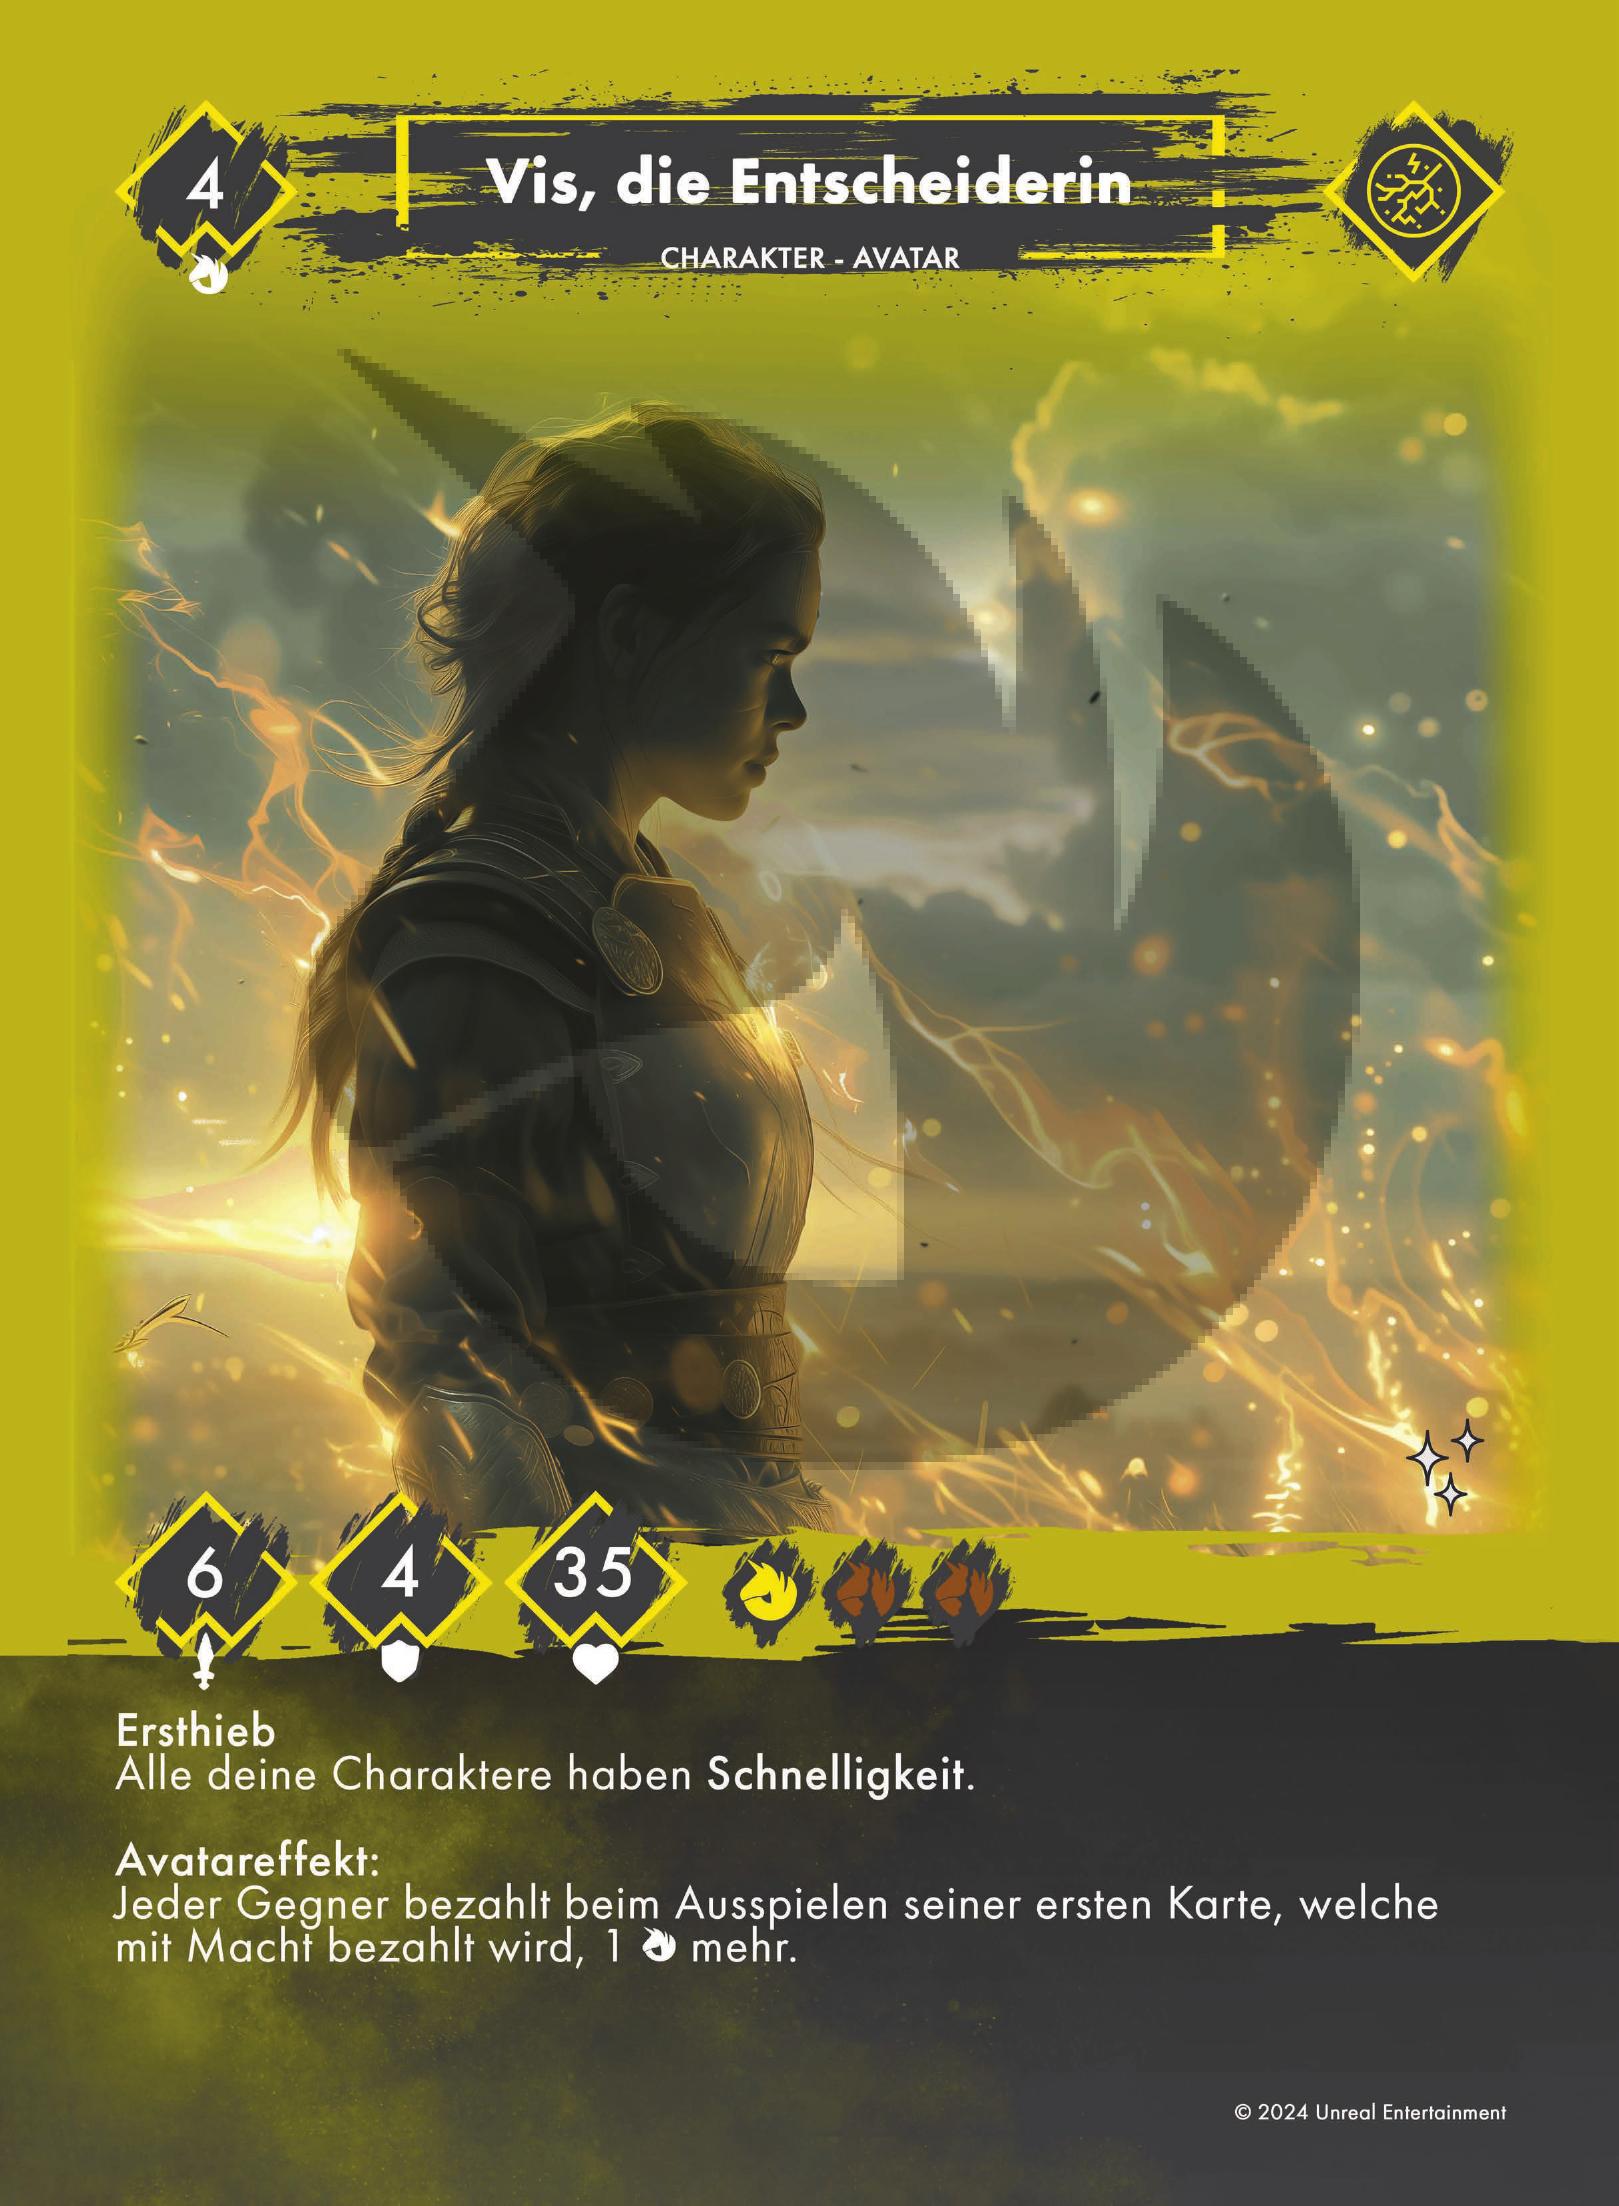 4
Vis, die Entscheiderin
CHARAKTER - AVATAR
6 4 35
Ersthieb
Alle deine Charaktere haben Schnelligkeit.
Avatareffekt:
Jeder Gegner bezahlt beim Ausspielen seiner ersten Karte, welche
mit Macht bezahlt wird, 1 mehr.
© 2024 Unreal Entertainment